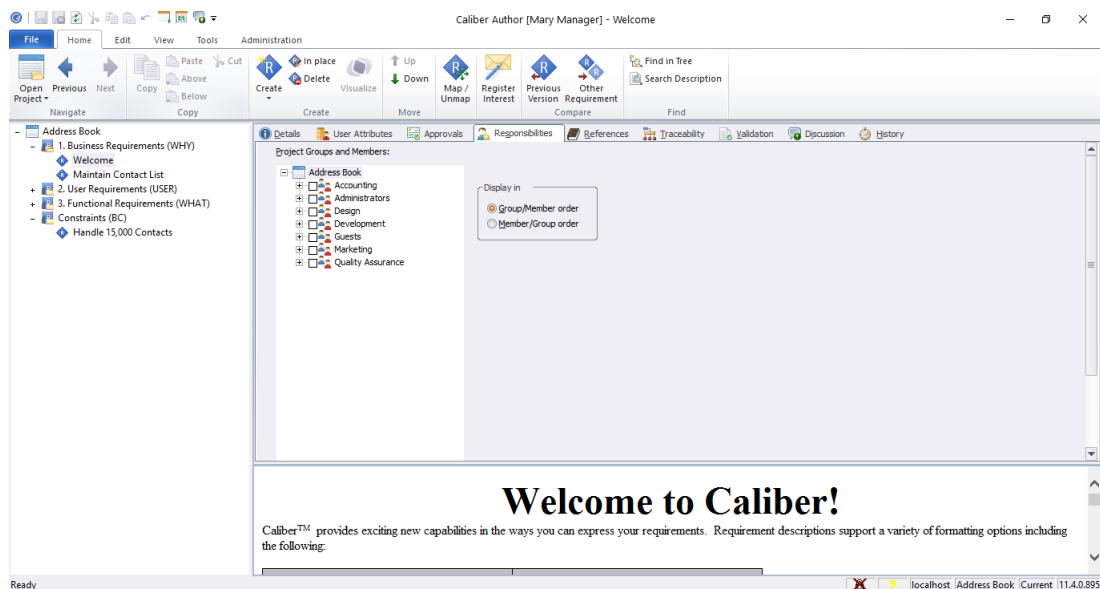 Caliber Author [Mary Manager] - Welcome
File Home Edit View Tools Administration
Open Project Previous Next Copy Paste Cut Above Below Create In place Delete Visualize Up Down Map / Unmap Register Interest Previous Version Other Requirement Find in Tree Search Description
Navigate Copy Create Move Compare Find
Address Book
1. Business Requirements (WHY)
Welcome
Maintain Contact List
2. User Requirements (USER)
3. Functional Requirements (WHAT)
Constraints (BC)
Handle 15,000 Contacts
Details User Attributes Approvals Responsibilities References Traceability Validation Discussion History
Project Groups and Members:
Address Book
Accounting
Administrators
Design
Development
Guests
Marketing
Quality Assurance
Display in
Group/Member order
Member/Group order
Welcome to Caliber!
Caliber™ provides exciting new capabilities in the ways you can express your requirements. Requirement descriptions support a variety of formatting options including
the following:
Ready localhost Address Book Current 11.4.0.895